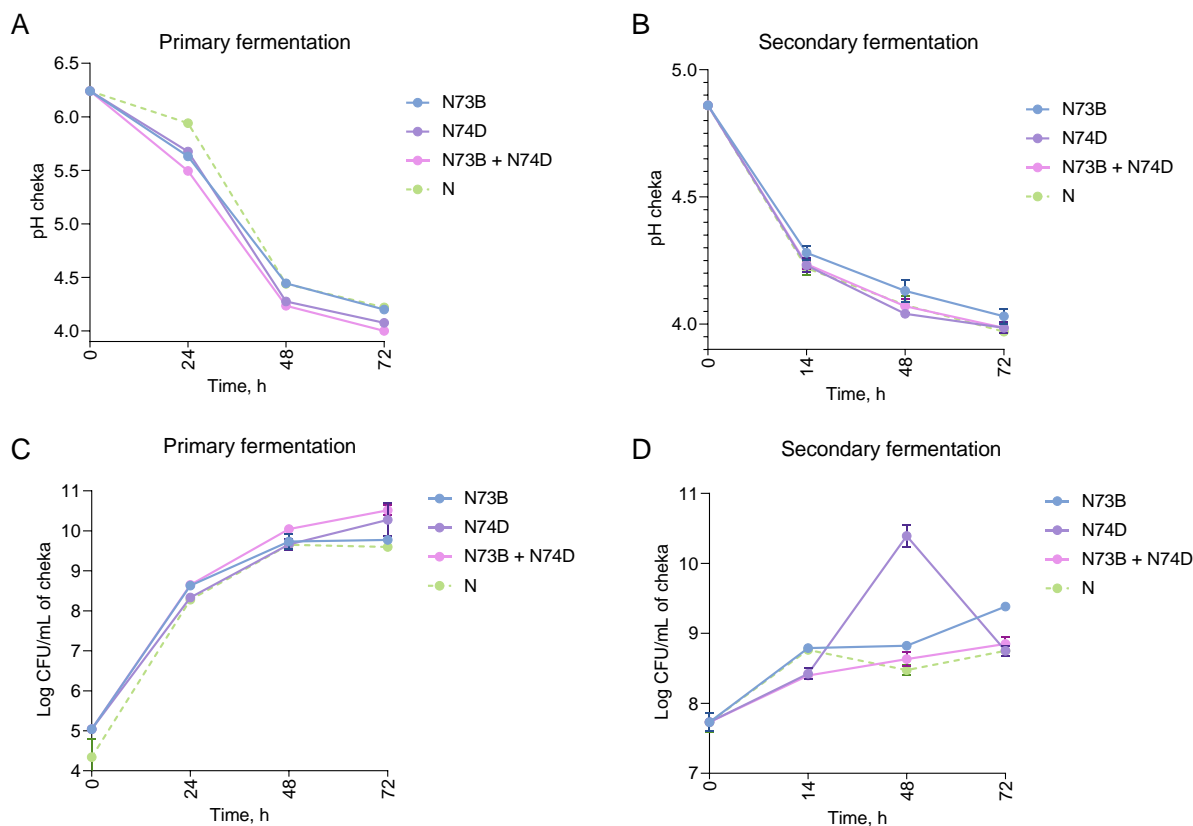 A
Primary fermentation
pH cheka
6.5
6.0
5.5
5.0
4.5
4.0
0
24
48
72
Time, h
N73B
N74D
N73B + N74D
N
B
Secondary fermentation
pH cheka
5.0
4.5
4.0
0
14
48
72
Time, h
N73B
N74D
N73B + N74D
N
C
Primary fermentation
Log CFU/mL of cheka
11
10
9
8
7
6
5
4
0
24
48
72
Time, h
N73B
N74D
N73B + N74D
N
D
Secondary fermentation
Log CFU/mL of cheka
11
10
9
8
7
0
14
48
72
Time, h
N73B
N74D
N73B + N74D
N